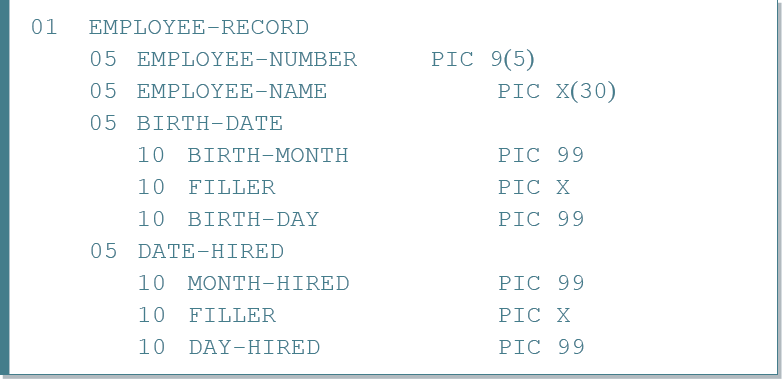 01 EMPLOYEE-RECORD
05 EMPLOYEE-NUMBER PIC 9(5)
05 EMPLOYEE-NAME PIC X(30)
05 BIRTH-DATE
10 BIRTH-MONTH PIC 99
10 FILLER PIC X
10 BIRTH-DAY PIC 99
05 DATE-HIRED
10 MONTH-HIRED PIC 99
10 FILLER PIC X
10 DAY-HIRED PIC 99